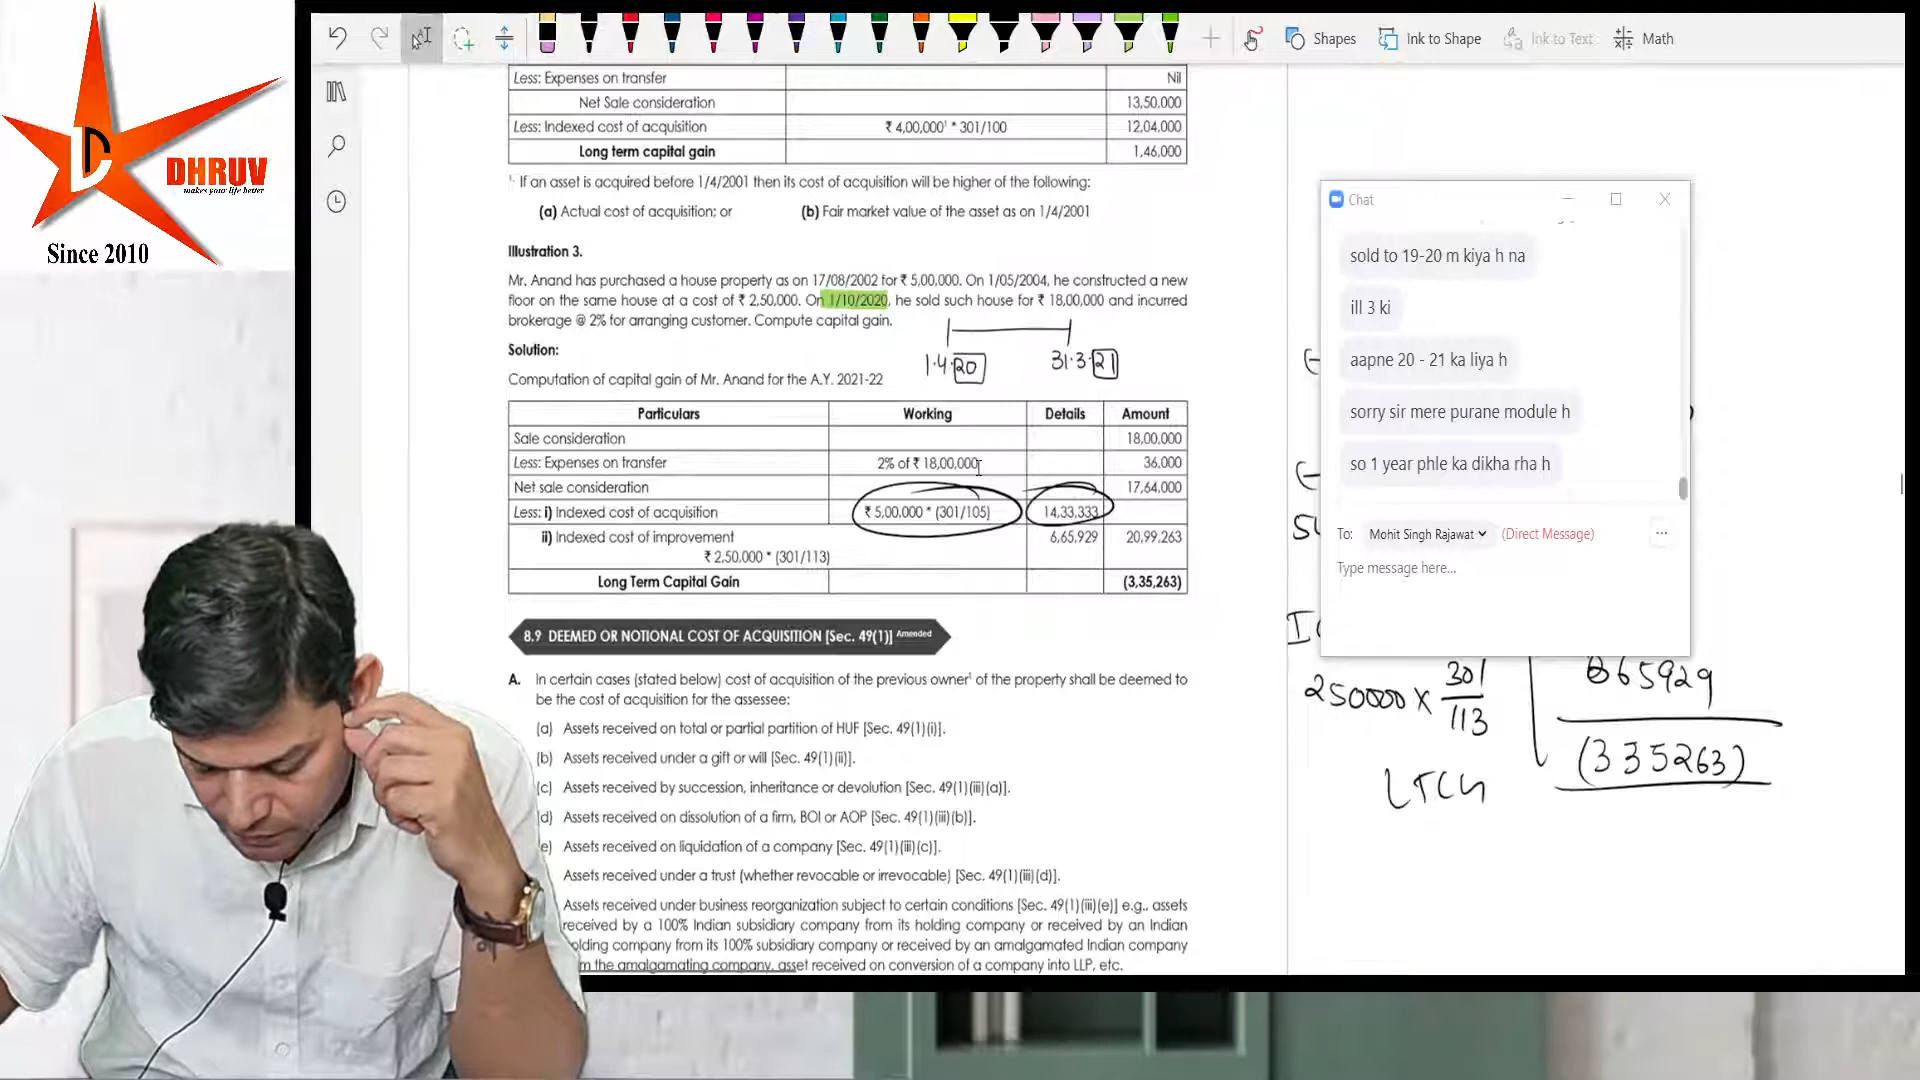 DC
DHRUV
makes your life better
Since 2010
Shapes
Ink to Shape
Ink to Text
Math
Less: Expenses on transfer Nil
Net Sale consideration 13,50,000
Less: Indexed cost of acquisition ₹ 4,00,000¹ * 301/100 12,04,000
Long term capital gain 1,46,000
¹· If an asset is acquired before 1/4/2001 then its cost of acquisition will be higher of the following:
(a) Actual cost of acquisition; or (b) Fair market value of the asset as on 1/4/2001
Illustration 3.
Mr. Anand has purchased a house property as on 17/08/2002 for ₹ 5,00,000. On 1/05/2004, he constructed a new
floor on the same house at a cost of ₹ 2,50,000. On 1/10/2020, he sold such house for ₹ 18,00,000 and incurred
brokerage @ 2% for arranging customer. Compute capital gain.
Solution:
1·4·20 31·3·21
Computation of capital gain of Mr. Anand for the A.Y. 2021-22
Particulars Working Details Amount
Sale consideration 18,00,000
Less: Expenses on transfer 2% of ₹ 18,00,000 36,000
Net sale consideration 17,64,000
Less: i) Indexed cost of acquisition ₹ 5,00,000 * (301/105) 14,33,333
ii) Indexed cost of improvement 6,65,929 20,99,263
₹ 2,50,000 * (301/113)
Long Term Capital Gain (3,35,263)
8.9 DEEMED OR NOTIONAL COST OF ACQUISITION [Sec. 49(1)] Amended
A. In certain cases (stated below) cost of acquisition of the previous owner¹ of the property shall be deemed to
be the cost of acquisition for the assessee:
(a) Assets received on total or partial partition of HUF [Sec. 49(1)(i)].
(b) Assets received under a gift or will [Sec. 49(1)(ii)].
(c) Assets received by succession, inheritance or devolution [Sec. 49(1)(iii)(a)].
(d) Assets received on dissolution of a firm, BOI or AOP [Sec. 49(1)(iii)(b)].
e) Assets received on liquidation of a company [Sec. 49(1)(iii)(c)].
Assets received under a trust (whether revocable or irrevocable) [Sec. 49(1)(iii)(d)].
Assets received under business reorganization subject to certain conditions [Sec. 49(1)(iii)(e)] e.g., assets
received by a 100% Indian subsidiary company from its holding company or received by an Indian
holding company from its 100% subsidiary company or received by an amalgamated Indian company
m the amalgamating company, asset received on conversion of a company into LLP, etc.
Chat
sold to 19-20 m kiya h na
ill 3 ki
aapne 20 - 21 ka liya h
sorry sir mere purane module h
so 1 year phle ka dikha rha h
To: Mohit Singh Rajawat (Direct Message) ...
Type message here...
250000 × 301/113 665929
(335263)
LTCG